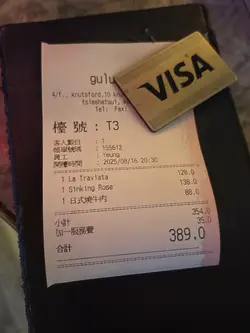 gulu
VISA
4/f., knutsford,10 kn
tsimshatsui,
Tel: Fax:
檯號 : T3
客人數目 : 1
帳單號碼 : 155612
員工 : Yeung
開檯時間 : 2025/08/16 20:30
1 La Traviata 128.0
1 Sinking Rose 138.0
1 日式燒牛肉 88.0
小計 354.0
加一服務費 35.0
合計 389.0